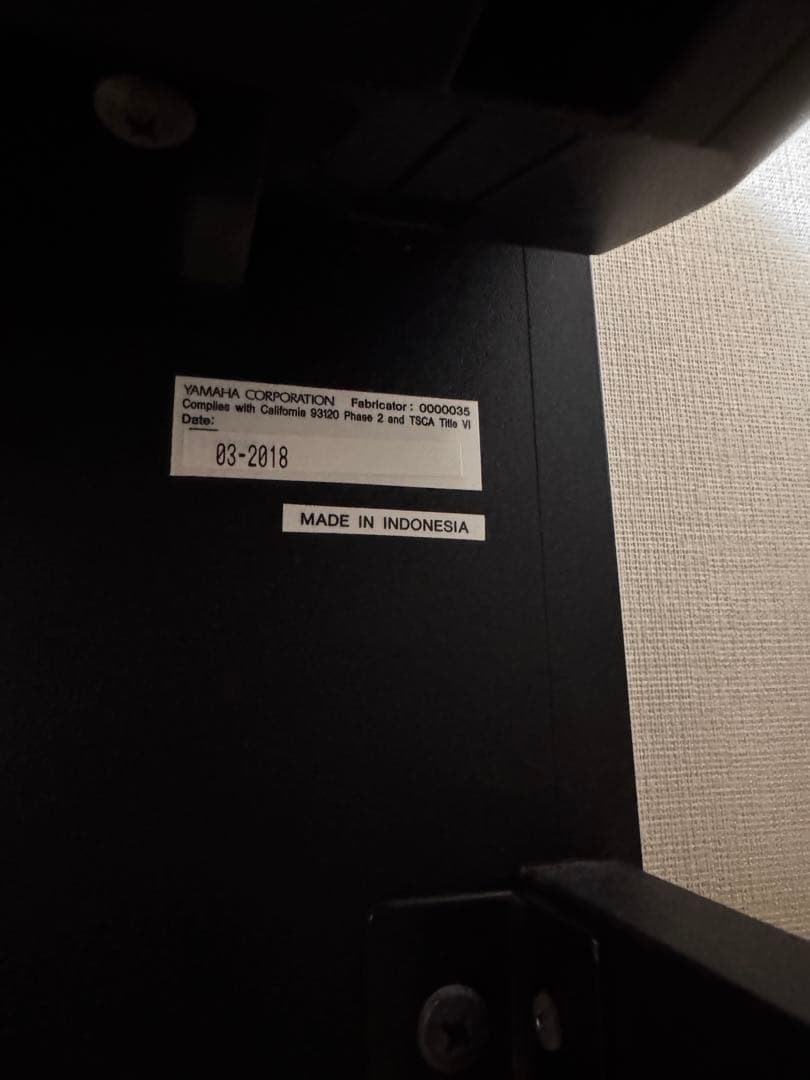 YAMAHA CORPORATION Fabricator : 0000035
Complies with California 93120 Phase 2 and TSCA Title VI
Date:
03-2018
MADE IN INDONESIA